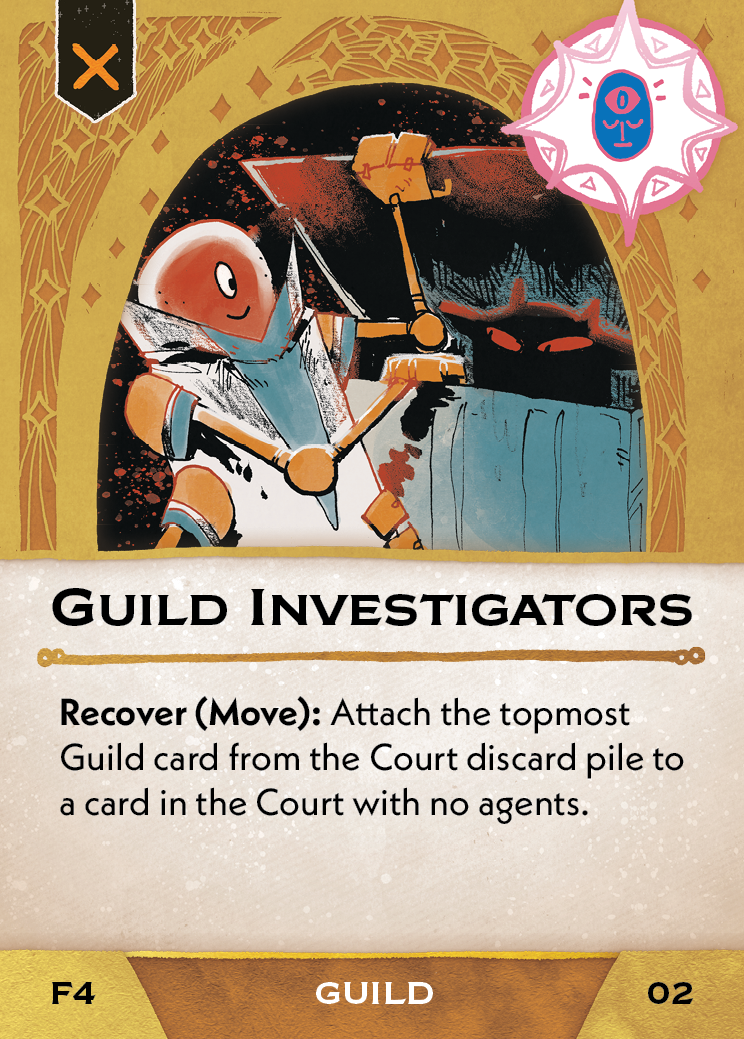 Guild Investigators
Recover (Move): Attach the topmost
Guild card from the Court discard pile to
a card in the Court with no agents.
F4 GUILD 02